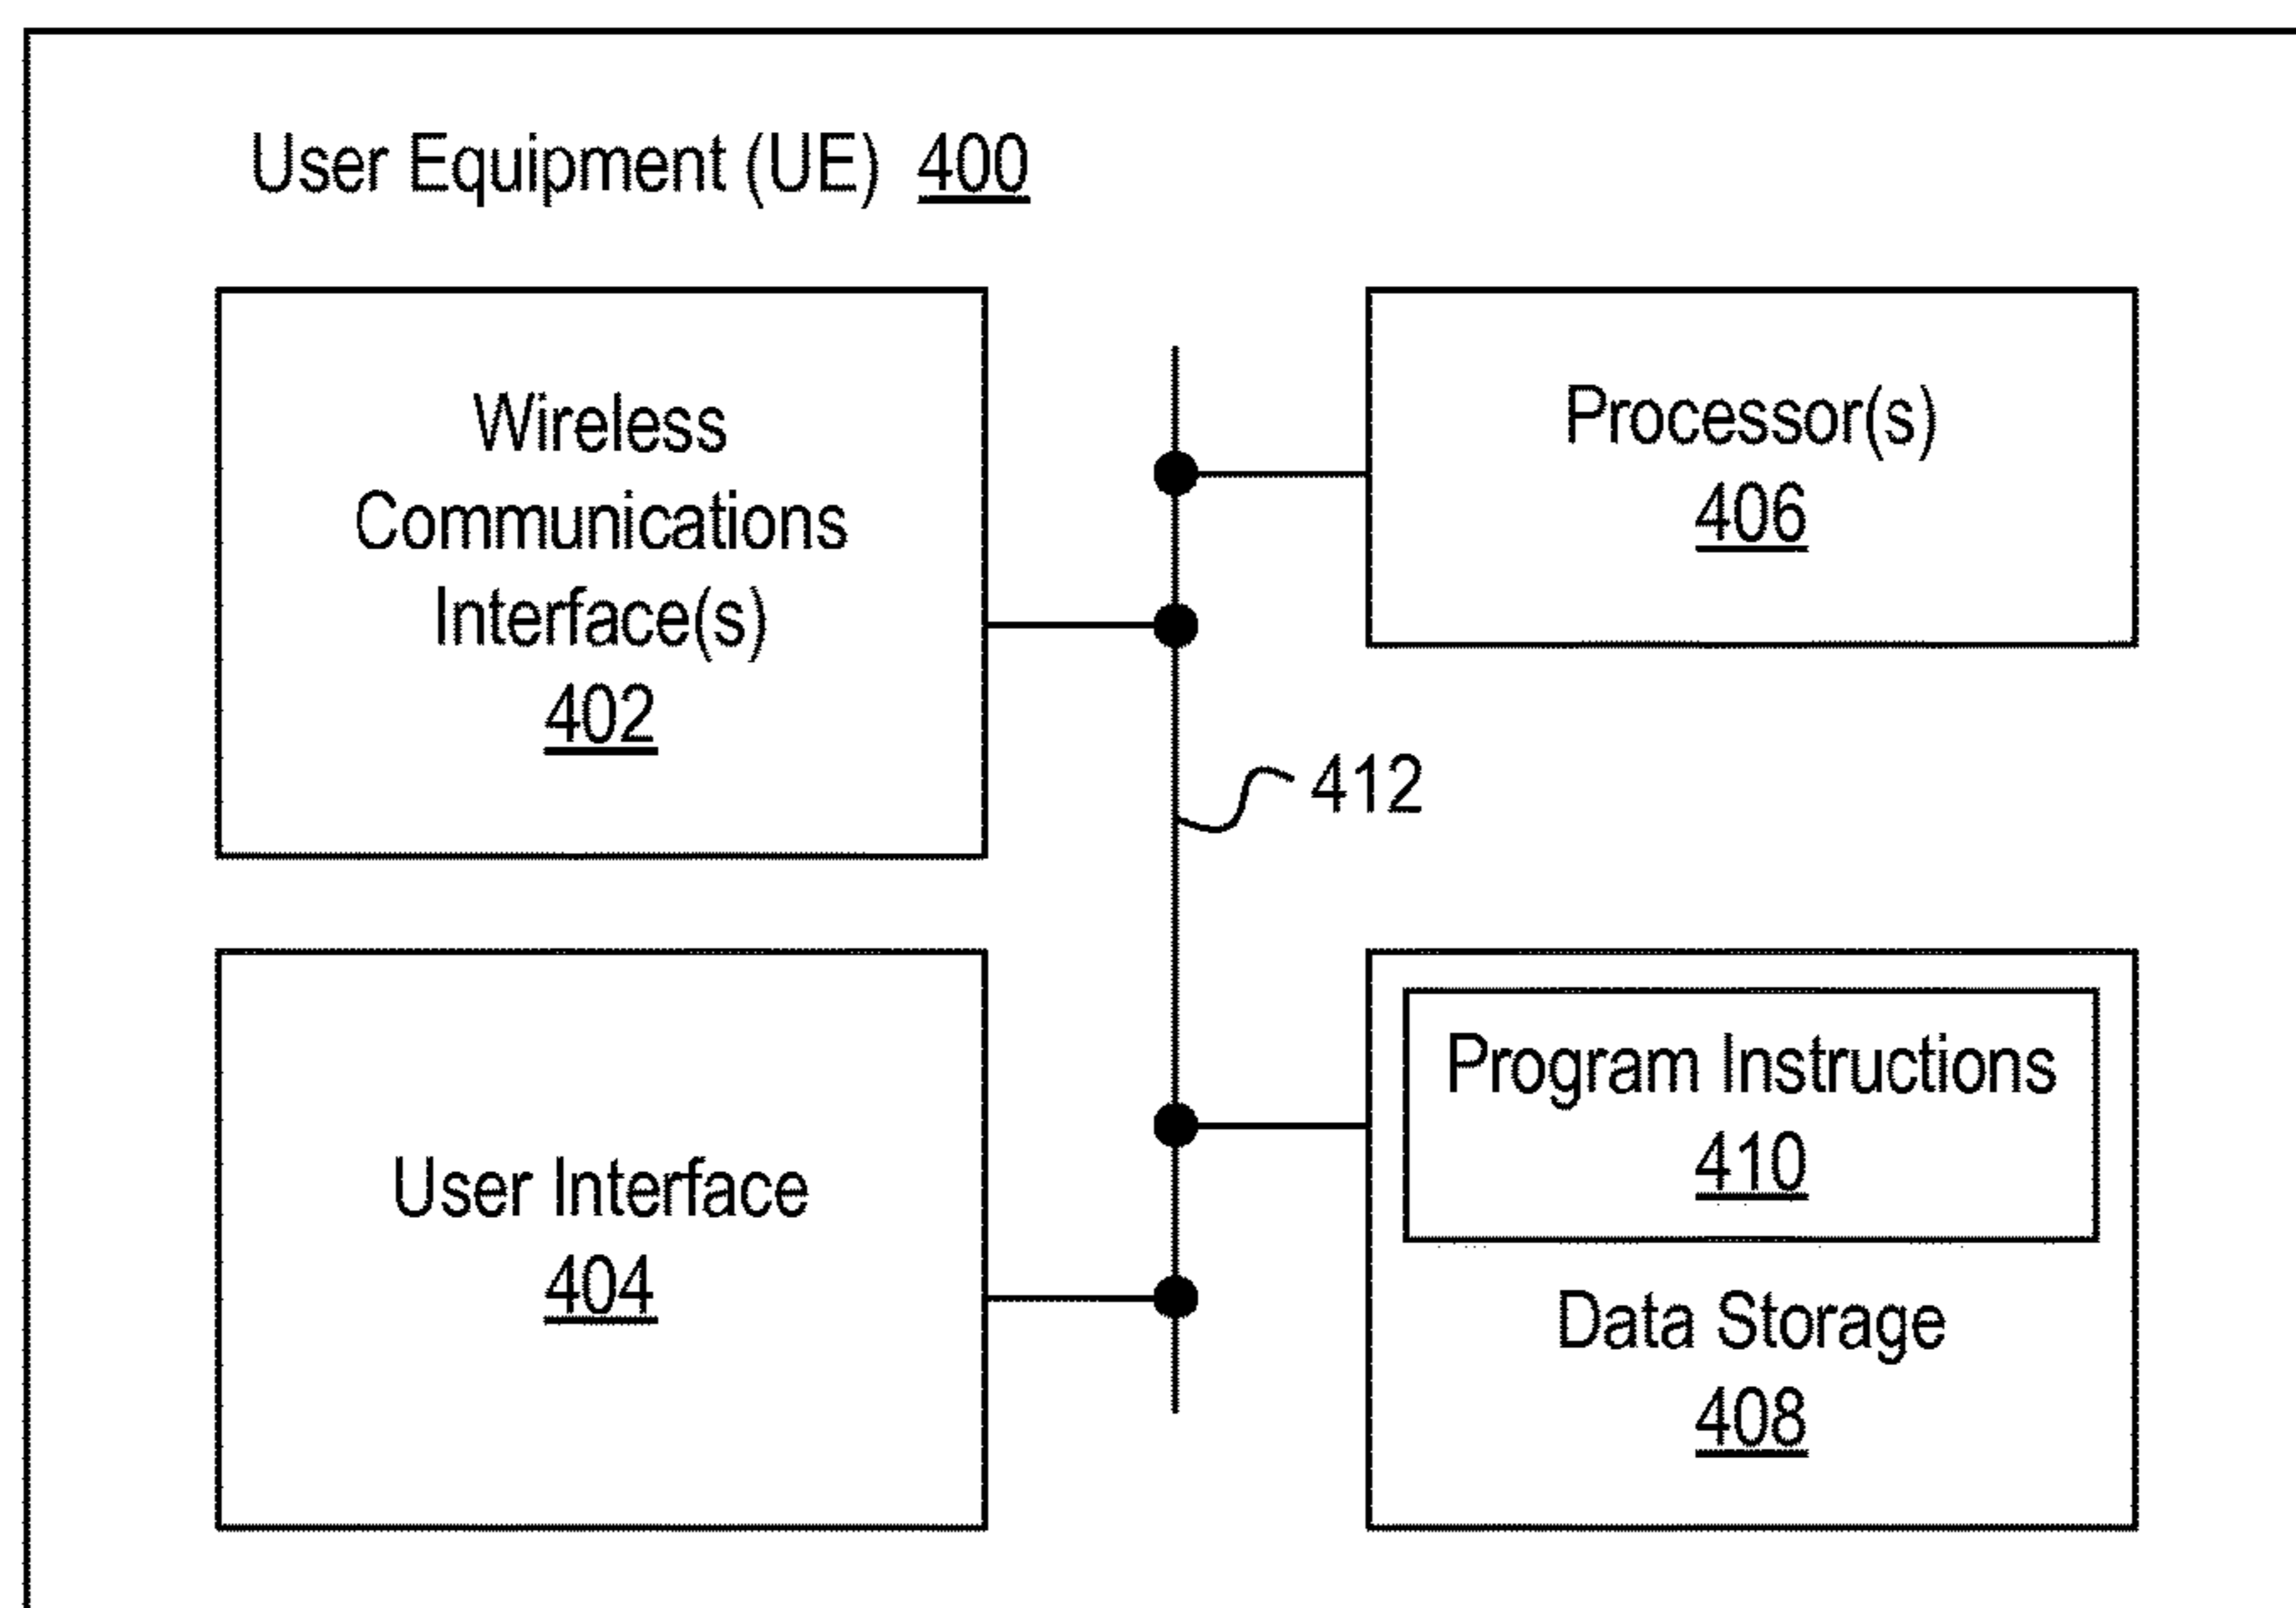 User Equipment (UE) 400
Wireless
Communications
Interface(s)
402
Processor(s)
406
412
User Interface
404
Program Instructions
410
Data Storage
408